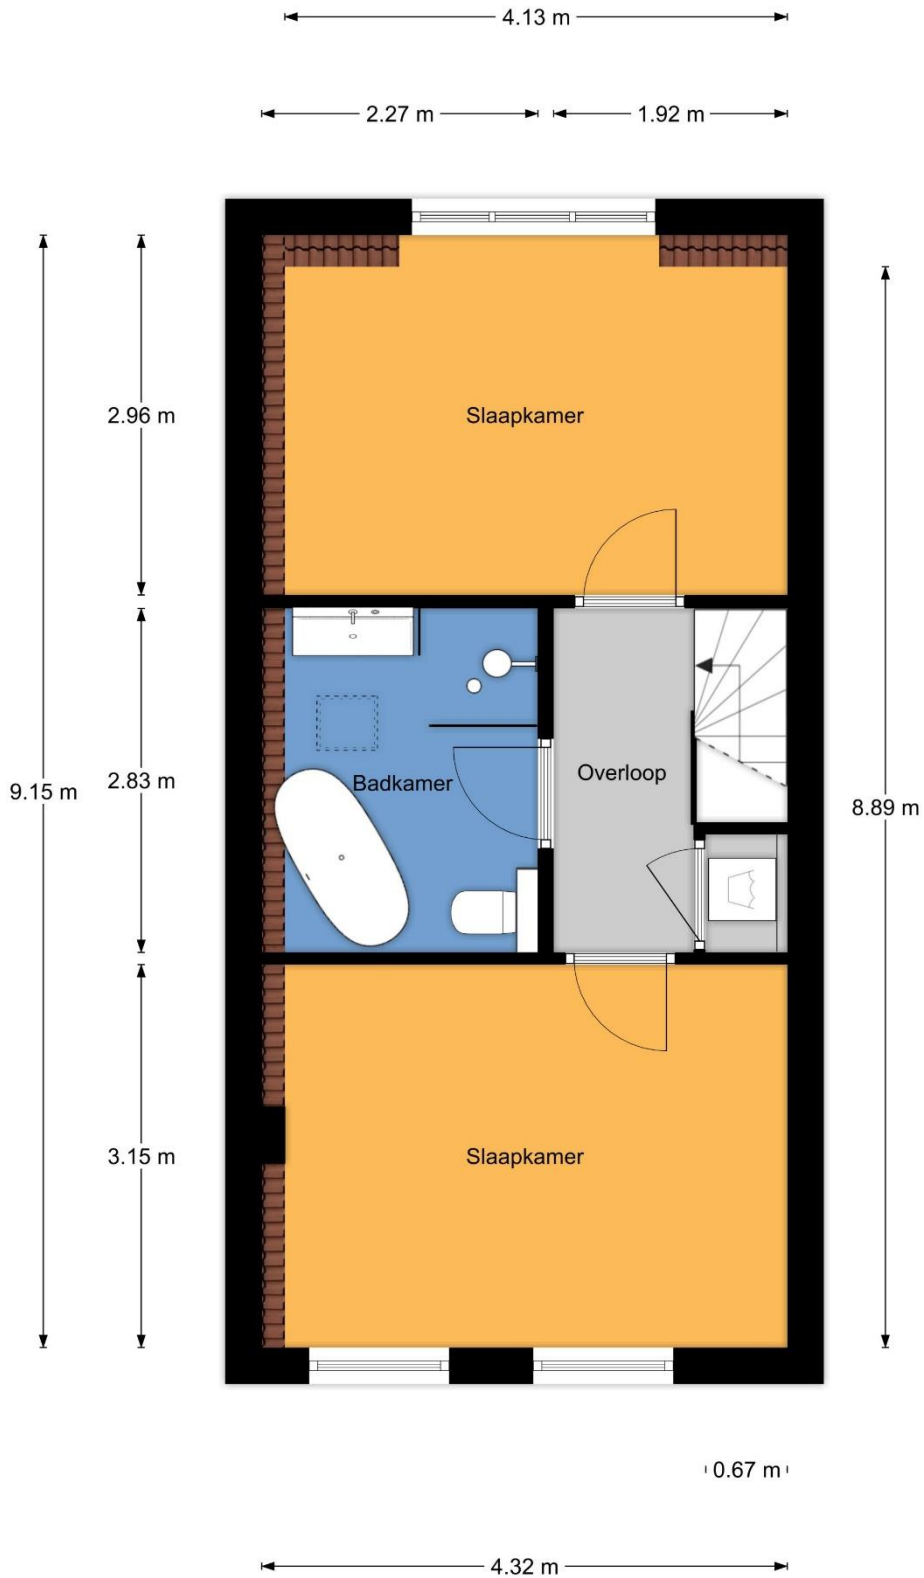 4.13 m
2.27 m
1.92 m
2.96 m
Slaapkamer
9.15 m
2.83 m
Badkamer
Overloop
8.89 m
3.15 m
Slaapkamer
0.67 m
4.32 m